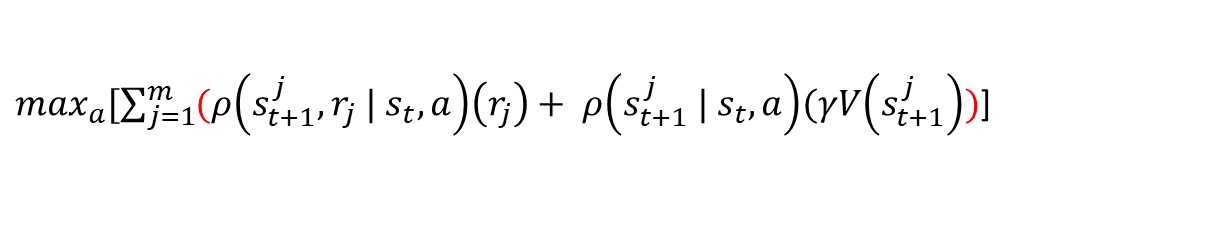 max_a[∑_{j=1}^{m}(ρ(s_{t+1}^{j}, r_j | s_t, a)(r_j) + ρ(s_{t+1}^{j} | s_t, a)(γV(s_{t+1}^{j}))]